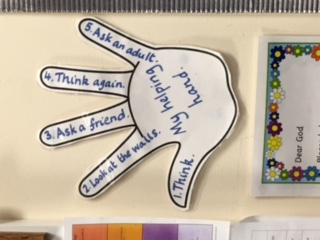 My helping
hand.
1. Think.
2. Look at the walls.
3. Ask a friend.
4. Think again.
5. Ask an adult.
Dear God